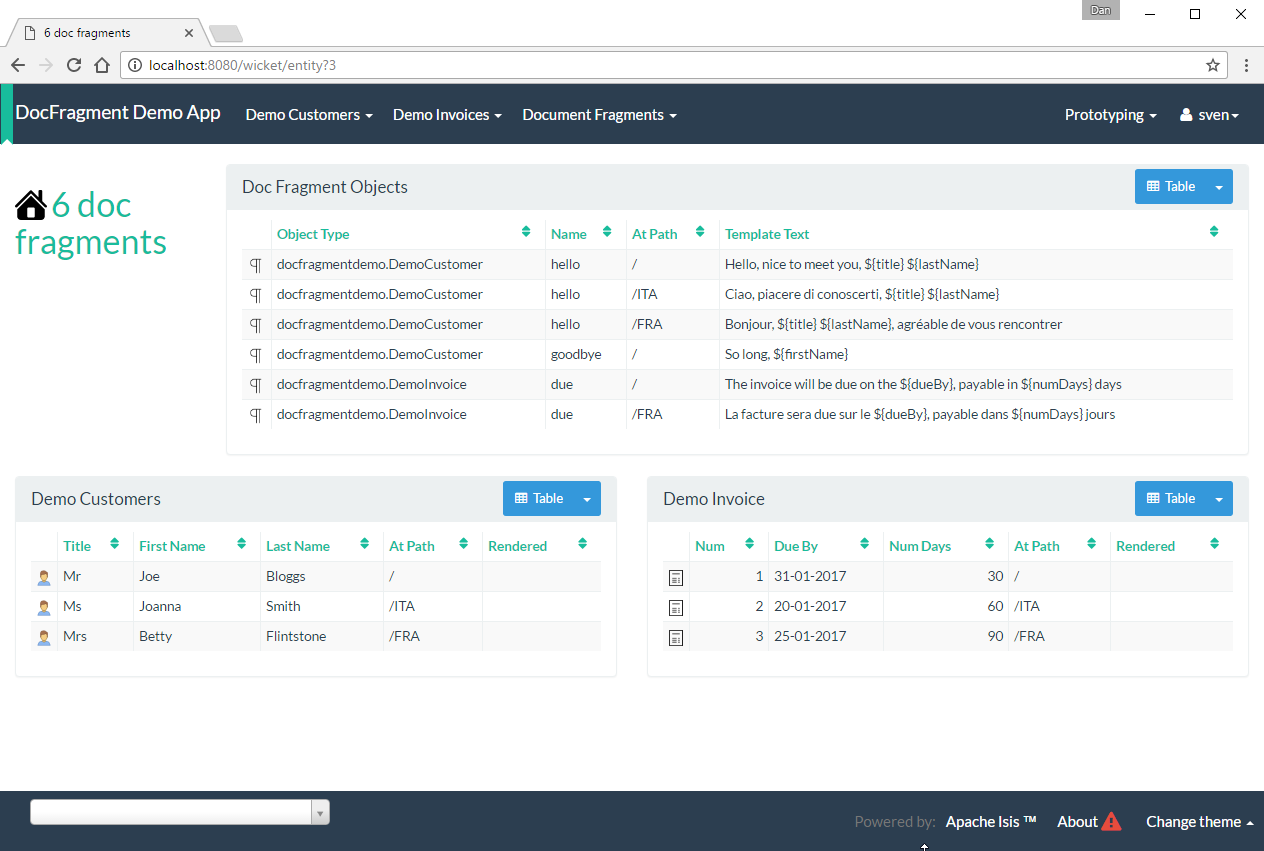 Dan
6 doc fragments
localhost:8080/wicket/entity?3
DocFragment Demo App Demo Customers Demo Invoices Document Fragments Prototyping sven
6 doc
fragments
Doc Fragment Objects Table
Object Type Name At Path Template Text
docfragmentdemo.DemoCustomer hello / Hello, nice to meet you, ${title} ${lastName}
docfragmentdemo.DemoCustomer hello /ITA Ciao, piacere di conoscerti, ${title} ${lastName}
docfragmentdemo.DemoCustomer hello /FRA Bonjour, ${title} ${lastName}, agréable de vous rencontrer
docfragmentdemo.DemoCustomer goodbye / So long, ${firstName}
docfragmentdemo.DemoInvoice due / The invoice will be due on the ${dueBy}, payable in ${numDays} days
docfragmentdemo.DemoInvoice due /FRA La facture sera due sur le ${dueBy}, payable dans ${numDays} jours
Demo Customers Table
Title First Name Last Name At Path Rendered
Mr Joe Bloggs /
Ms Joanna Smith /ITA
Mrs Betty Flintstone /FRA
Demo Invoice Table
Num Due By Num Days At Path Rendered
1 31-01-2017 30 /
2 20-01-2017 60 /ITA
3 25-01-2017 90 /FRA
Powered by: Apache Isis ™ About Change theme